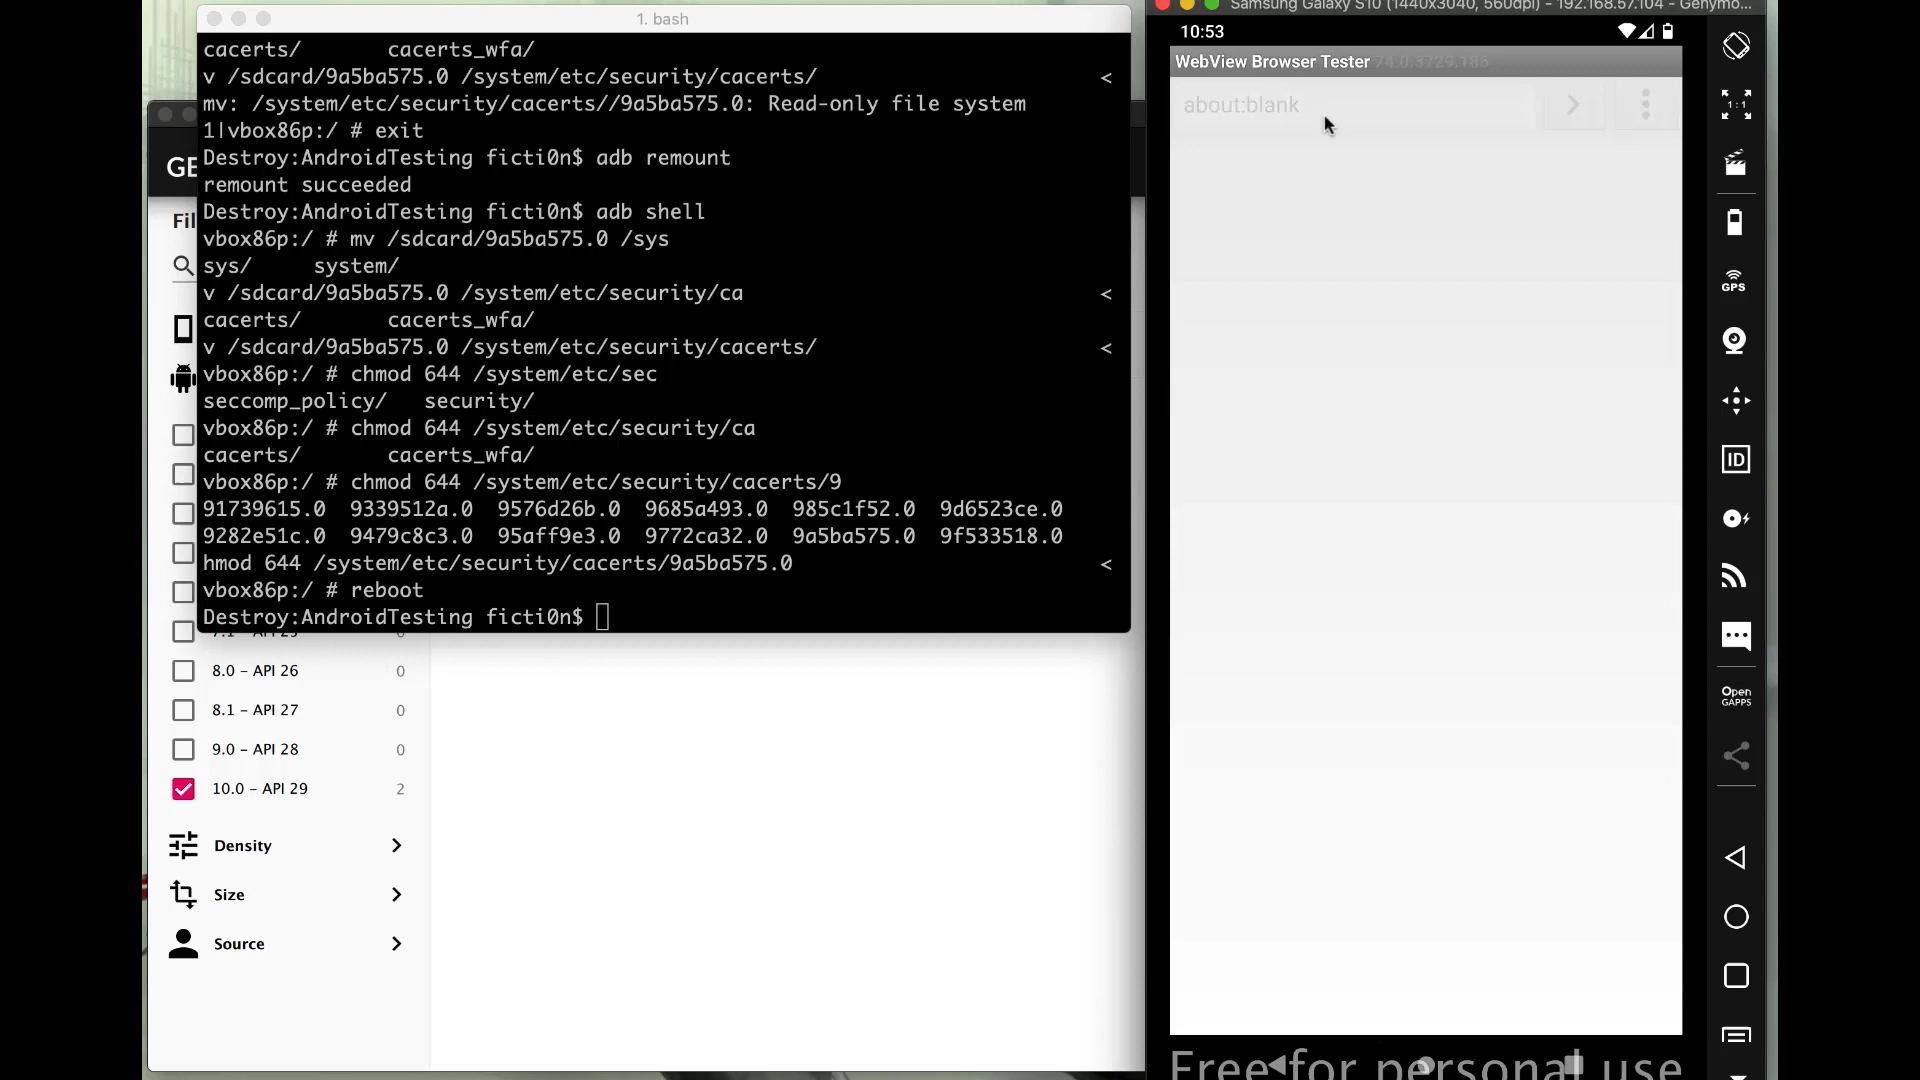 1. bash
cacerts/ cacerts_wfa/
v /sdcard/9a5ba575.0 /system/etc/security/cacerts/ <
mv: /system/etc/security/cacerts//9a5ba575.0: Read-only file system
1|vbox86p:/ # exit
Destroy:AndroidTesting ficti0n$ adb remount
remount succeeded
Destroy:AndroidTesting ficti0n$ adb shell
vbox86p:/ # mv /sdcard/9a5ba575.0 /sys
sys/ system/
v /sdcard/9a5ba575.0 /system/etc/security/ca <
cacerts/ cacerts_wfa/
v /sdcard/9a5ba575.0 /system/etc/security/cacerts/ <
vbox86p:/ # chmod 644 /system/etc/sec
seccomp_policy/ security/
vbox86p:/ # chmod 644 /system/etc/security/ca
cacerts/ cacerts_wfa/
vbox86p:/ # chmod 644 /system/etc/security/cacerts/9
91739615.0 9339512a.0 9576d26b.0 9685a493.0 985c1f52.0 9d6523ce.0
9282e51c.0 9479c8c3.0 95aff9e3.0 9772ca32.0 9a5ba575.0 9f533518.0
hmod 644 /system/etc/security/cacerts/9a5ba575.0 <
vbox86p:/ # reboot
Destroy:AndroidTesting ficti0n$
GE
Fil
8.0 – API 26 0
8.1 – API 27 0
9.0 – API 28 0
10.0 – API 29 2
Density
Size
Source
Samsung Galaxy S10 (1440x3040, 560dpi) - 192.168.57.104 - Genymo...
10:53
WebView Browser Tester 74.0.3729.186
about:blank
1:1
GPS
ID
Open
GAPPS
Free for personal use